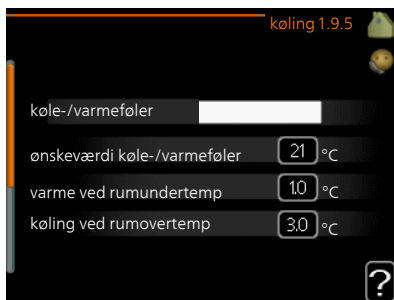 køling 1.9.5
køle-/varmeføler
ønskeværdi køle-/varmeføler 21 °C
varme ved rumundertemp 1.0 °C
køling ved rumovertemp 3.0 °C
?